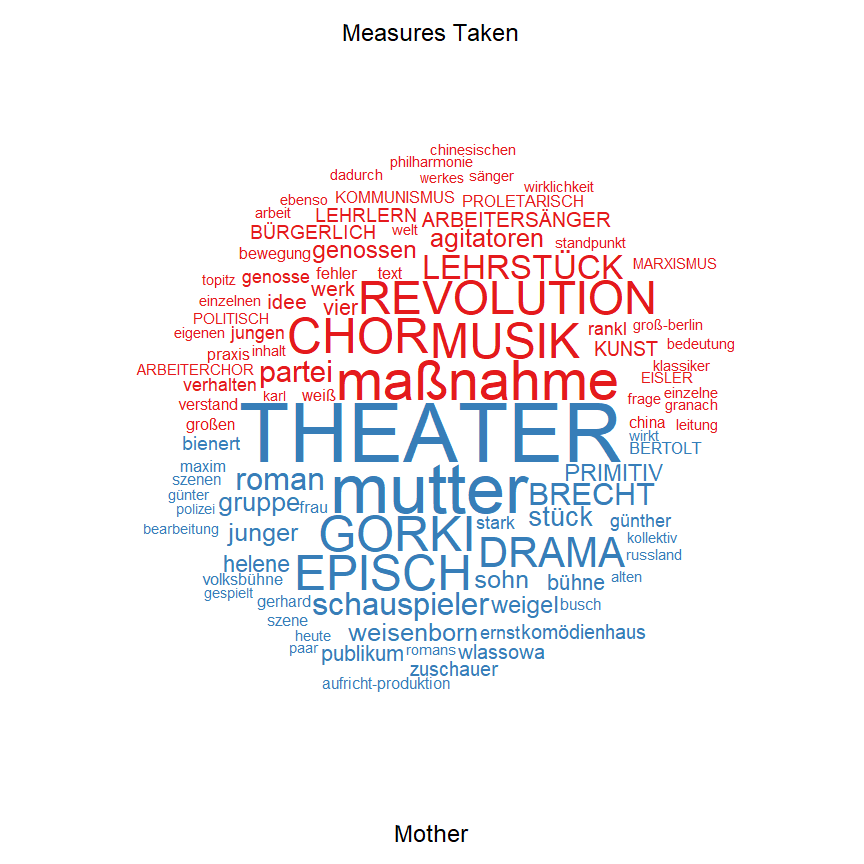 Measures Taken
chinesischen
philharmonie
dadurch werkes sänger
wirklichkeit
ebenso KOMMUNISMUS PROLETARISCH
arbeit LEHRLERN ARBEITERSÄNGER
BÜRGERLICH welt agitatoren standpunkt
bewegung genossen
LEHRSTÜCK MARXISMUS
topitz genosse fehler text
werk REVOLUTION
einzelnen idee vier
POLITISCH groß-berlin
eigenen jungen CHOR MUSIK rankl
praxis inhalt KUNST bedeutung
ARBEITERCHOR partei maßnahme klassiker
verhalten EISLER
karl weiß frage einzelne
verstand granach
großen china leitung
THEATER wirkt
bienert BERTOLT
maxim PRIMITIV
szenen roman mutter BRECHT
günter gruppe frau
polizei stück günther
bearbeitung junger GORKI stark kollektiv
DRAMA russland
helene EPISCH
volksbühne sohn bühne alten
gespielt
gerhard schauspieler weigel busch
szene
heute weisenborn ernst komödienhaus
paar publikum romans wlassowa
zuschauer
aufricht-produktion
Mother